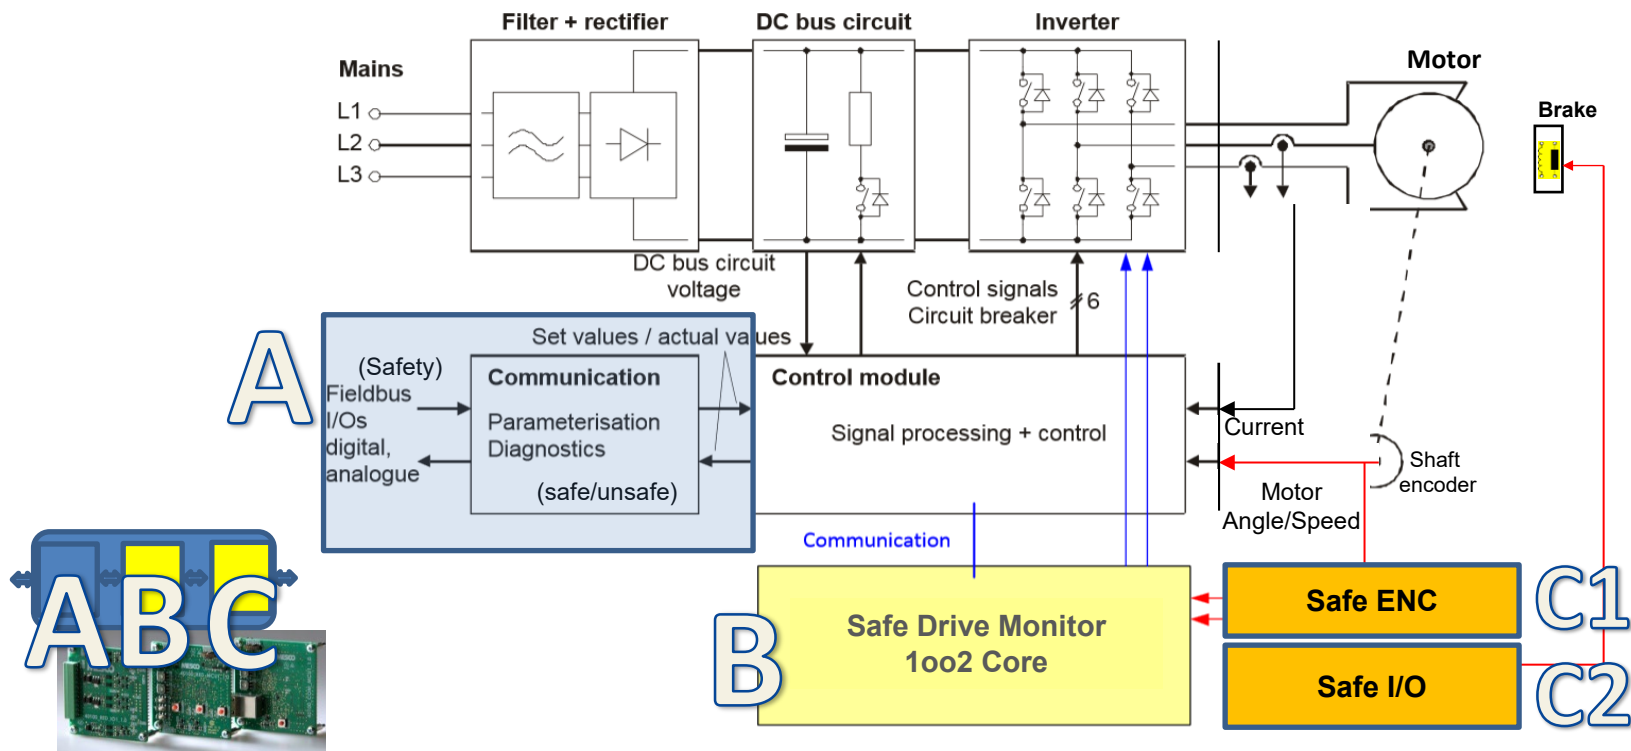 Filter + rectifier
DC bus circuit
Inverter
Mains
Motor
L1
L2
L3
Brake
DC bus circuit
voltage
Control signals
Circuit breaker
6
A
Set values / actual values
(Safety)
Fieldbus
I/Os
digital,
analogue
Communication
Parameterisation
Diagnostics
(safe/unsafe)
Control module
Signal processing + control
Current
Shaft
encoder
Motor
Angle/Speed
Communication
A B C
B
Safe Drive Monitor
1oo2 Core
Safe ENC
C1
Safe I/O
C2